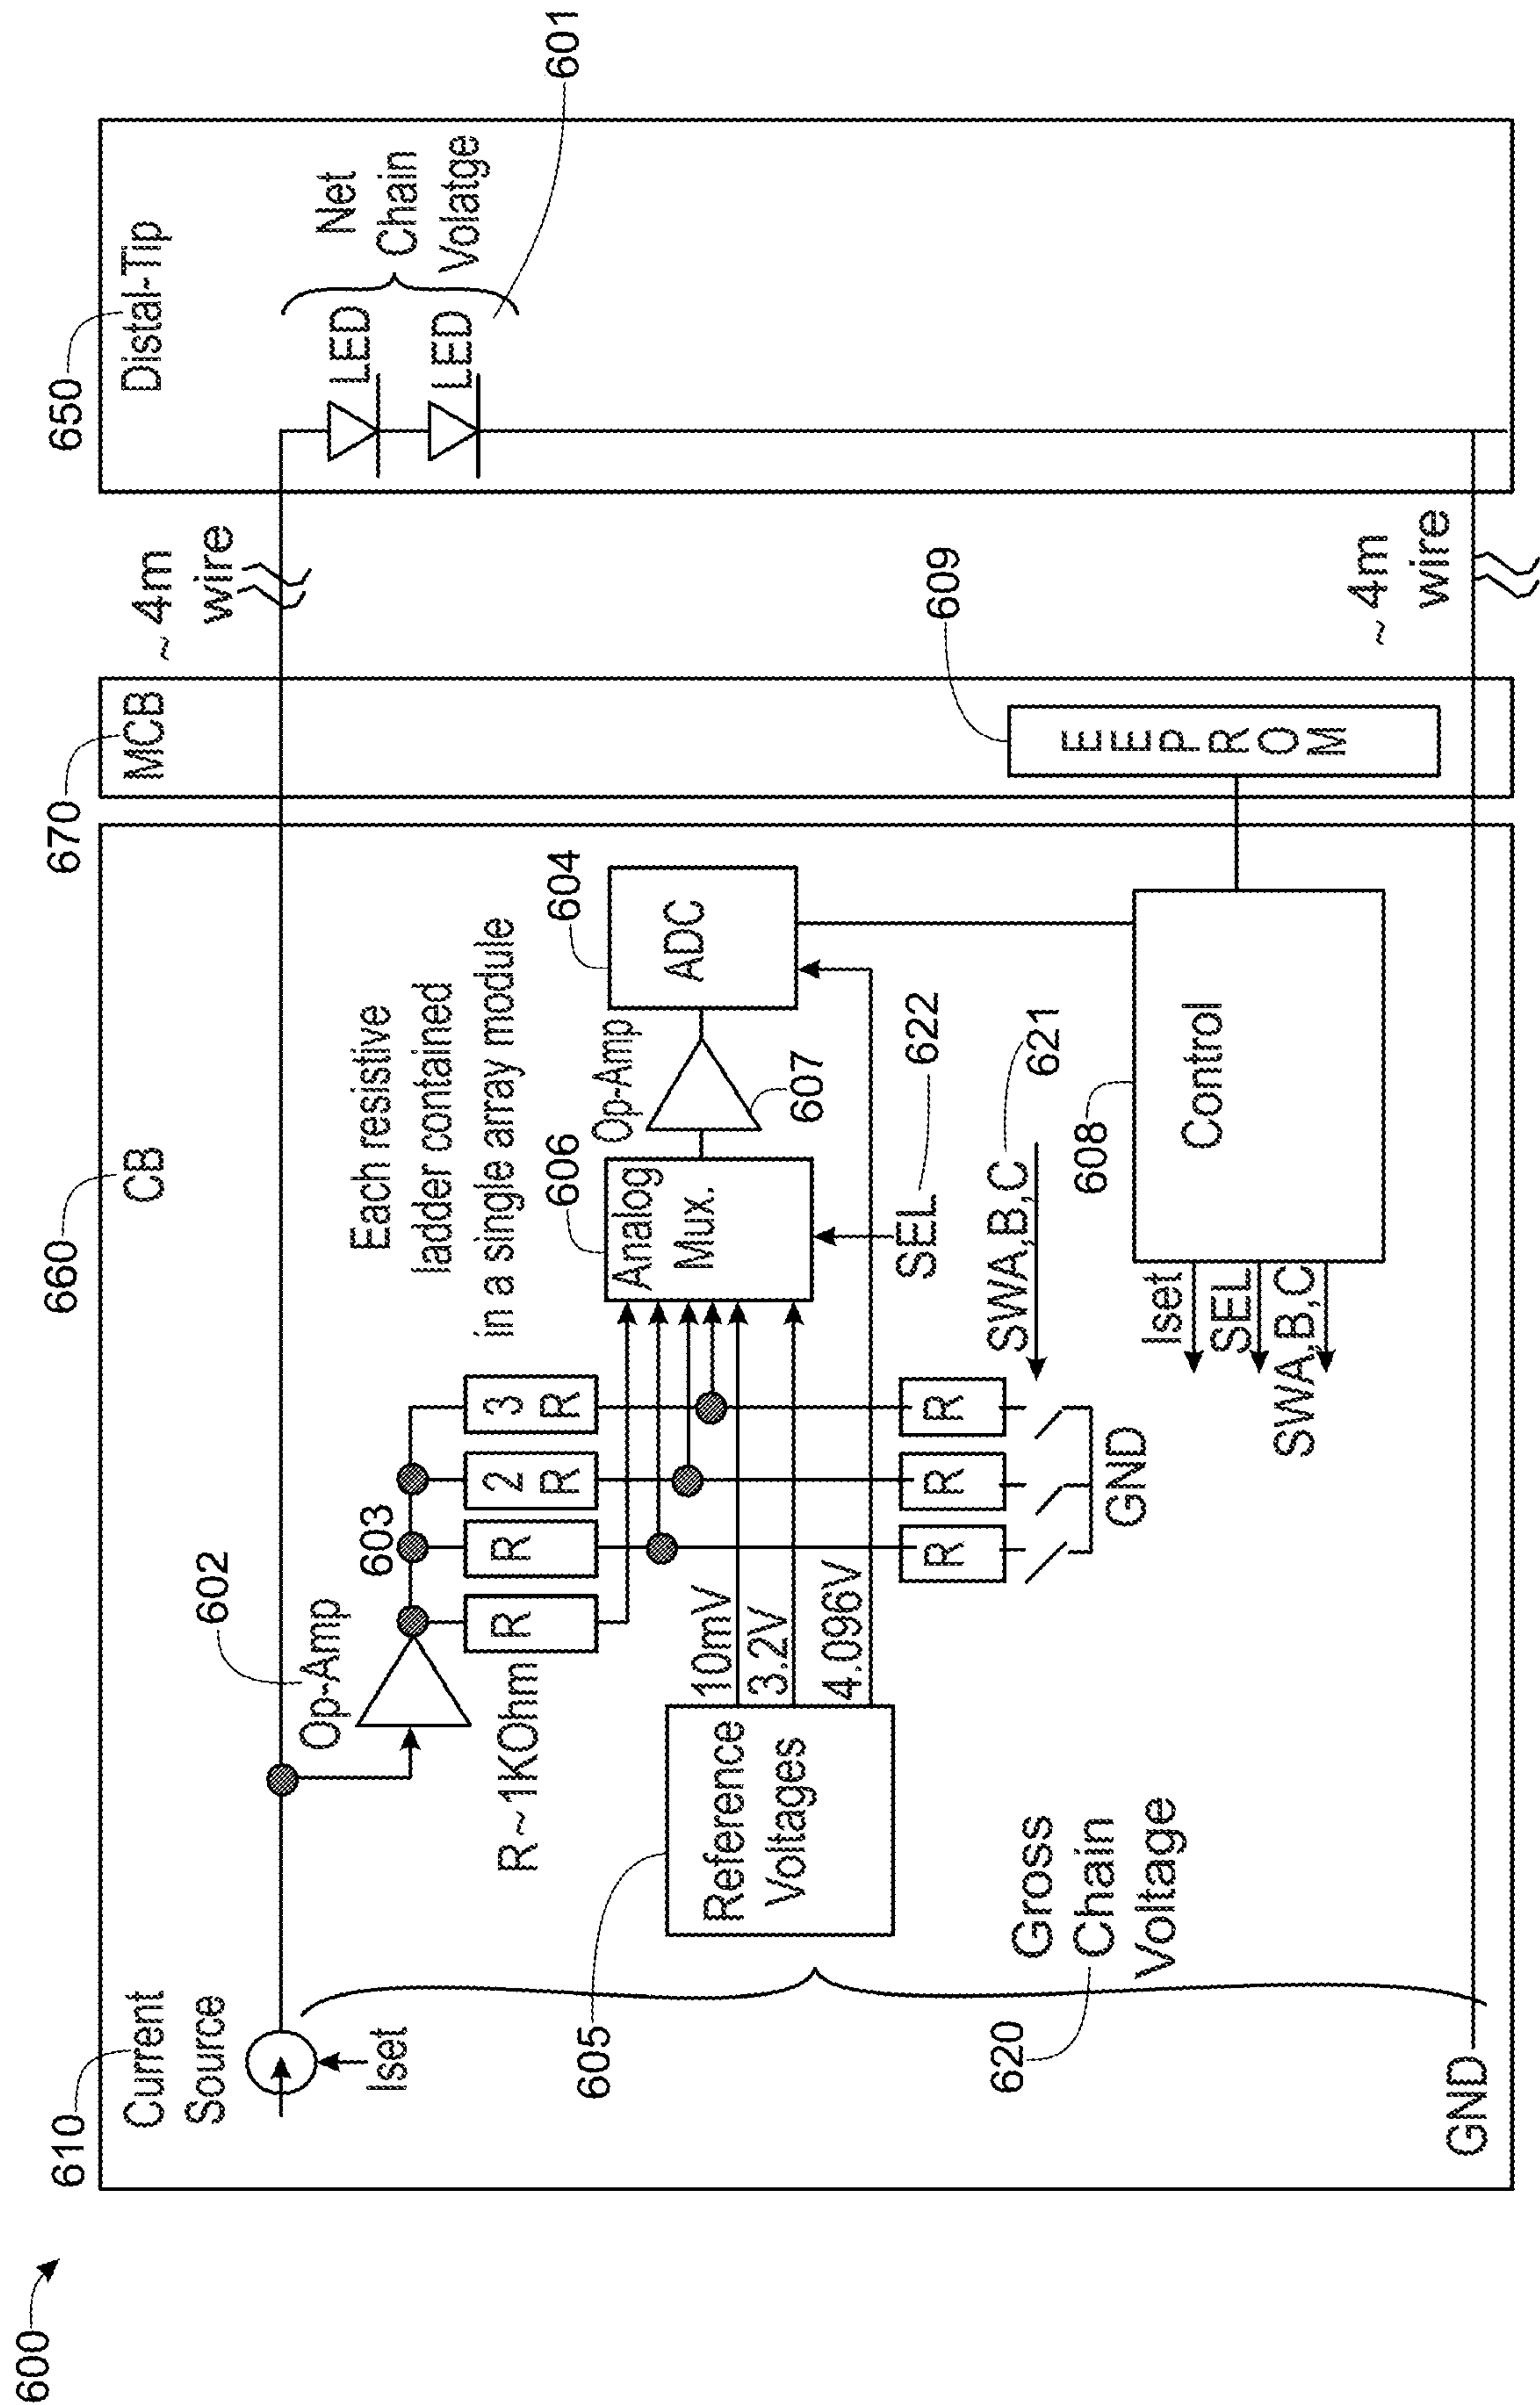 600
610
Current
Source
Iset
660
CB
670
MCB
~4m
wire
650
Distal-Tip
LED
LED
Net
Chain
Volatge
601
602
Op-Amp
603
R~1KOhm
R
R
2
R
3
R
Each resistive
ladder contained
in a single array module
606
Analog
Mux.
Op-Amp
607
604
ADC
605
Reference
Voltages
10mV
3.2V
4.096V
SEL
622
R
R
R
GND
SWA,B,C
621
620
Gross
Chain
Voltage
608
Control
Iset
SEL
SWA,B,C
609
EEPROM
~4m
wire
GND